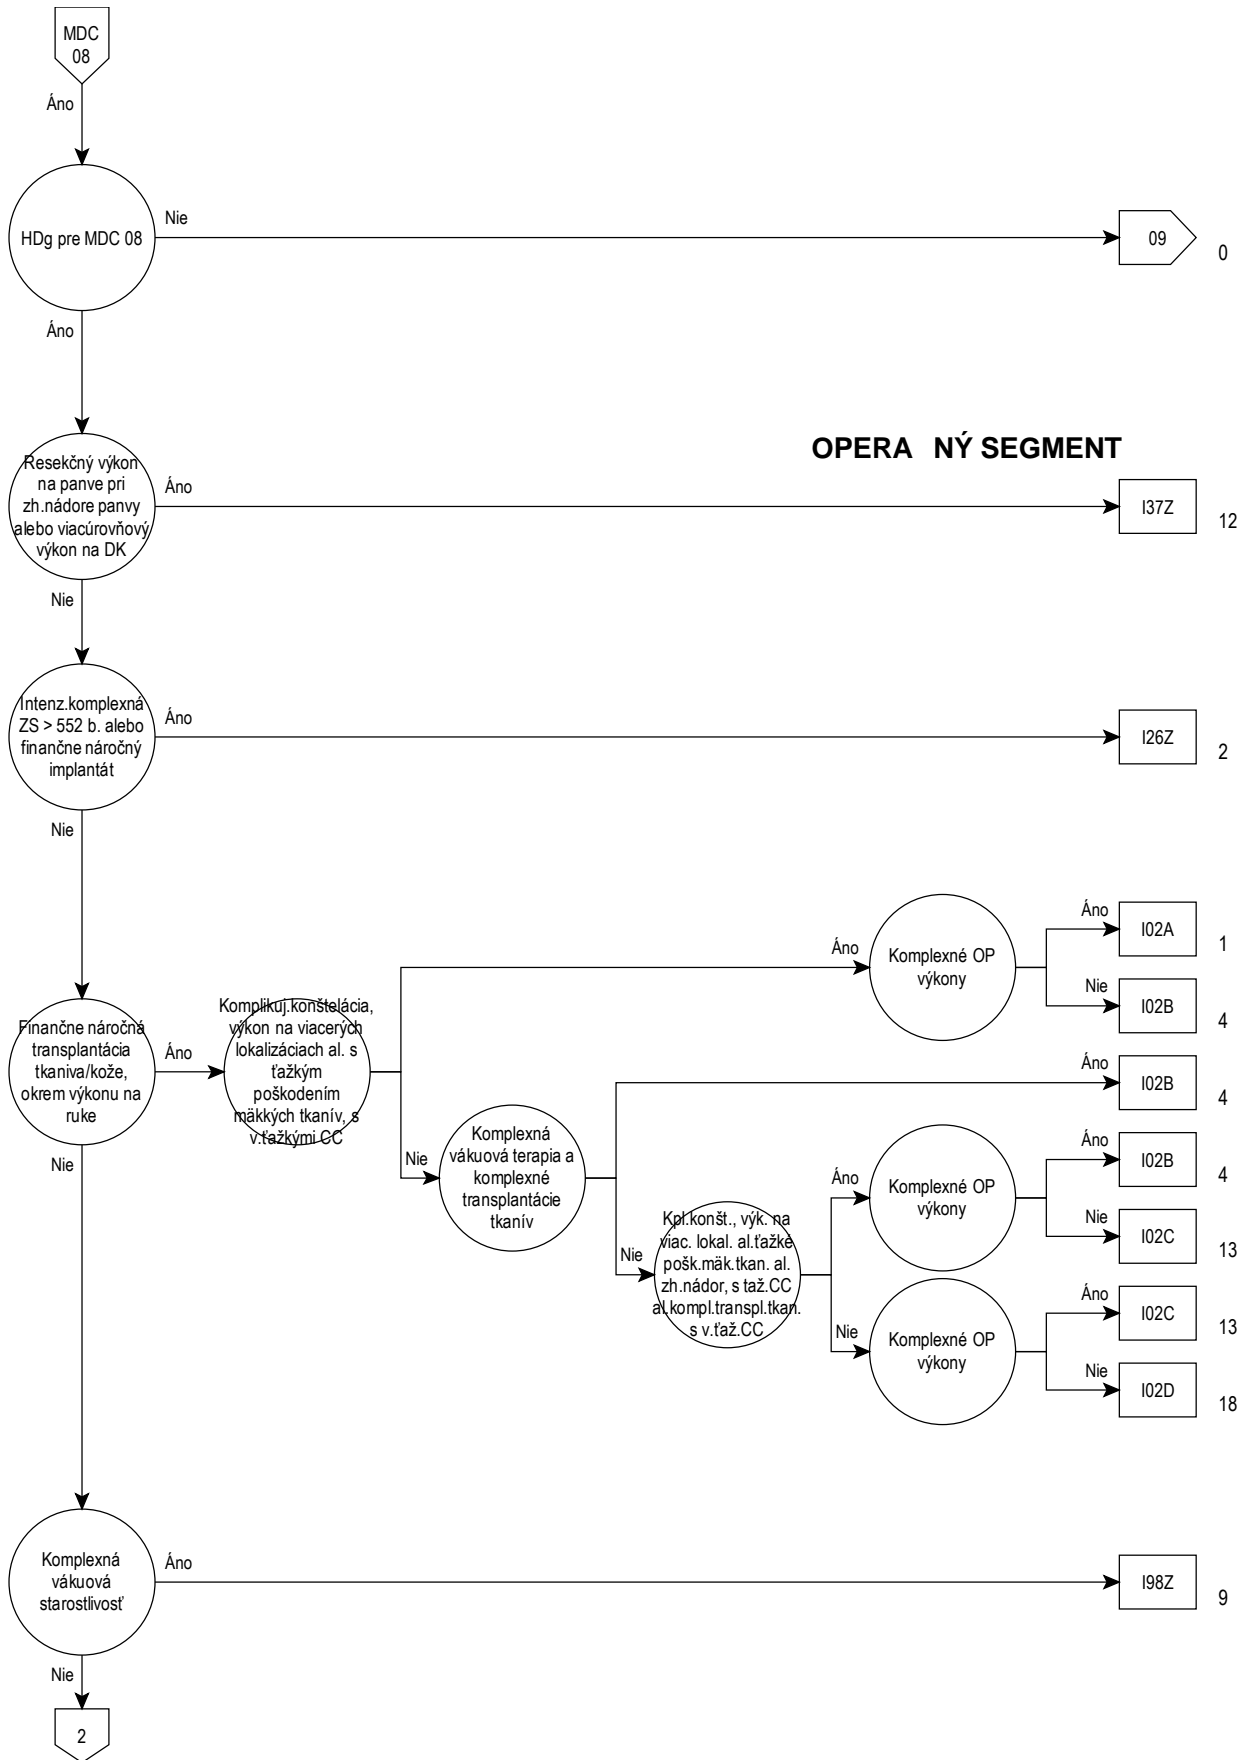 MDC
08
Áno
HDg pre MDC 08
Nie
09
0
Áno
OPERA NÝ SEGMENT
Resekčný výkon
na panve pri
zh.nádore panvy
alebo viacúrovňový
výkon na DK
Áno
I37Z
12
Nie
Intenz.komplexná
ZS > 552 b. alebo
finančne náročný
implantát
Áno
I26Z
2
Nie
Finančne náročná
transplantácia
tkaniva/kože,
okrem výkonu na
ruke
Áno
Komplikuj.konštelácia,
výkon na viacerých
lokalizáciach al. s
ťažkým
poškodením
mäkkých tkanív, s
v.ťažkými CC
Áno
Komplexné OP
výkony
Áno
I02A
1
Nie
I02B
4
Nie
Komplexná
vákuová terapia a
komplexné
transplantácie
tkanív
Áno
I02B
4
Nie
Kpl.konšt., výk. na
viac. lokal. al.ťažké
pošk.mäk.tkan. al.
zh.nádor, s taž.CC
al.kompl.transpl.tkan.
s v.ťaž.CC
Áno
Komplexné OP
výkony
Áno
I02B
4
Nie
I02C
13
Nie
Komplexné OP
výkony
Áno
I02C
13
Nie
I02D
18
Nie
Komplexná
vákuová
starostlivosť
Áno
I98Z
9
Nie
2